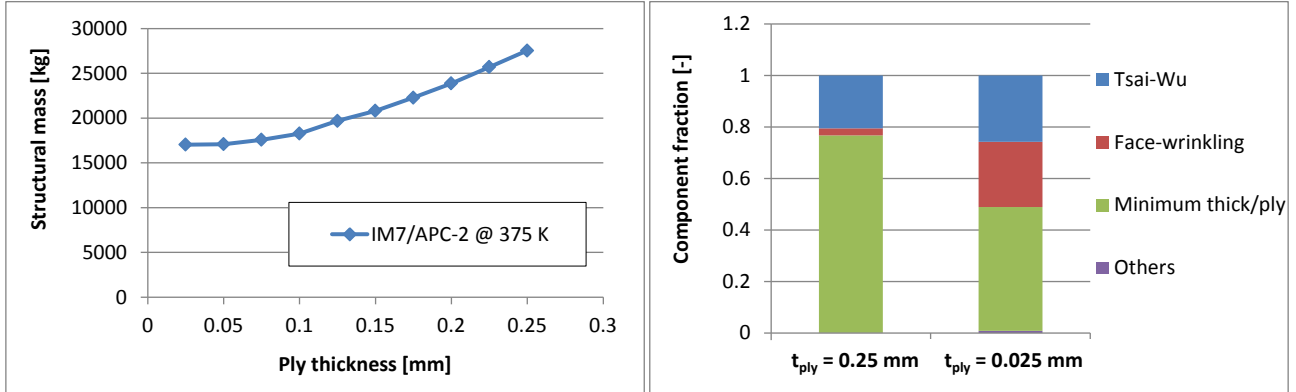 Structural mass [kg]
30000
25000
20000
15000
10000
5000
0
IM7/APC-2 @ 375 K
0 0.05 0.1 0.15 0.2 0.25 0.3
Ply thickness [mm]
Component fraction [-]
1.2
1
0.8
0.6
0.4
0.2
0
Tsai-Wu
Face-wrinkling
Minimum thick/ply
Others
tply = 0.25 mm tply = 0.025 mm